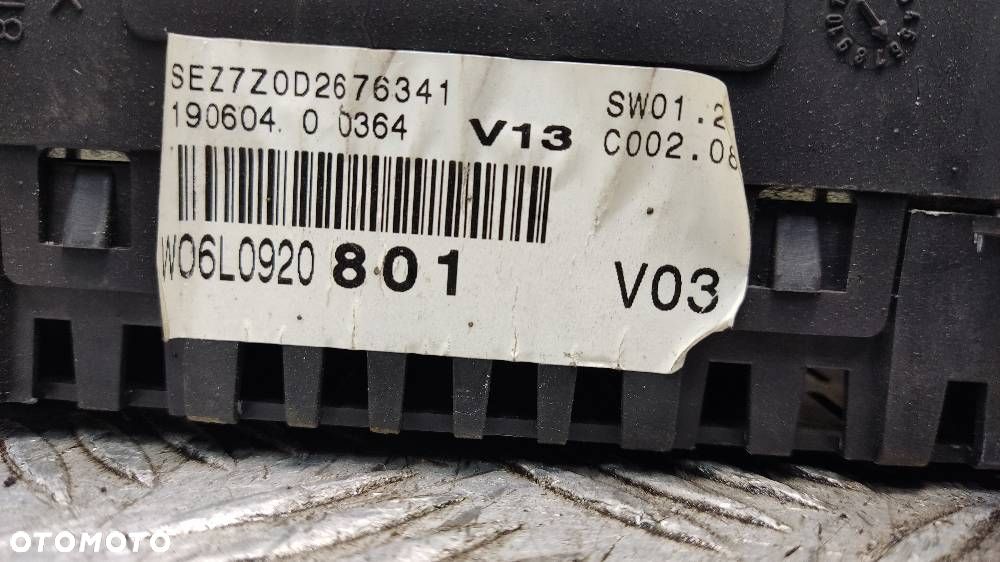 SEZ7Z0D2676341
190604. 0 0364
V13
SW01.2
C002.08
W06L0920 801
V03
OTOMOTO